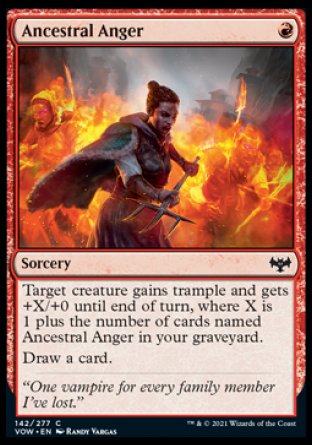 Ancestral Anger
Sorcery
Target creature gains trample and gets
+X/+0 until end of turn, where X is
1 plus the number of cards named
Ancestral Anger in your graveyard.
Draw a card.
“One vampire for every family member
I’ve lost.”
142/277 C
VOW • EN Randy Vargas
™ & © 2021 Wizards of the Coast